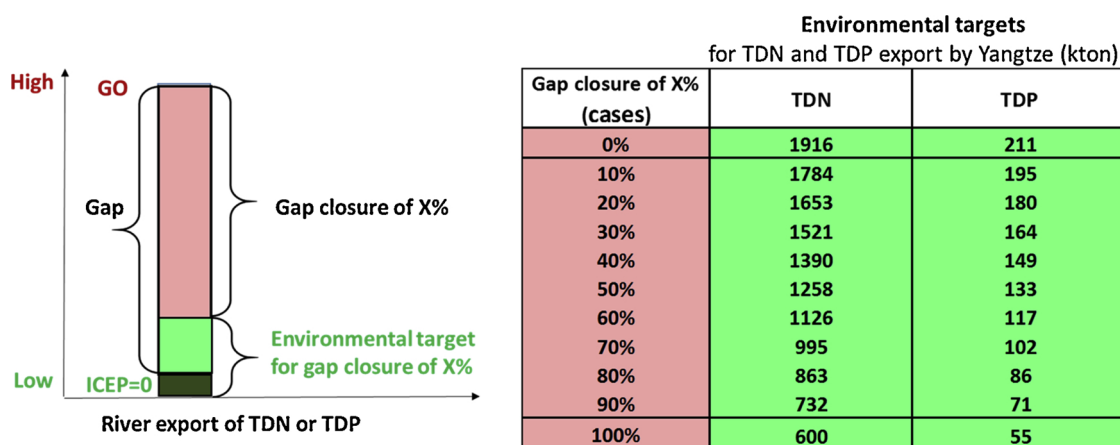 High
GO
Gap
Gap closure of X%
Environmental target
for gap closure of X%
Low
ICEP=0
River export of TDN or TDP
Environmental targets
for TDN and TDP export by Yangtze (kton)
Gap closure of X%
(cases)
TDN
TDP
0% 1916 211
10% 1784 195
20% 1653 180
30% 1521 164
40% 1390 149
50% 1258 133
60% 1126 117
70% 995 102
80% 863 86
90% 732 71
100% 600 55